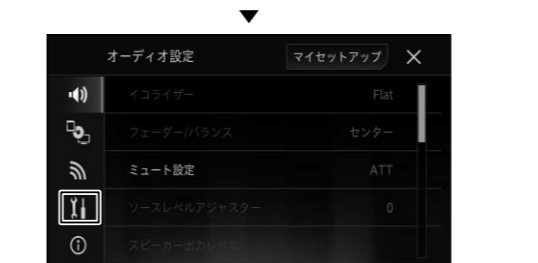 オーディオ設定 マイセットアップ
イコライザー Flat
フェーダー/バランス センター
ミュート設定 ATT
ソースレベルアジャスター 0
スピーカー出力レベル